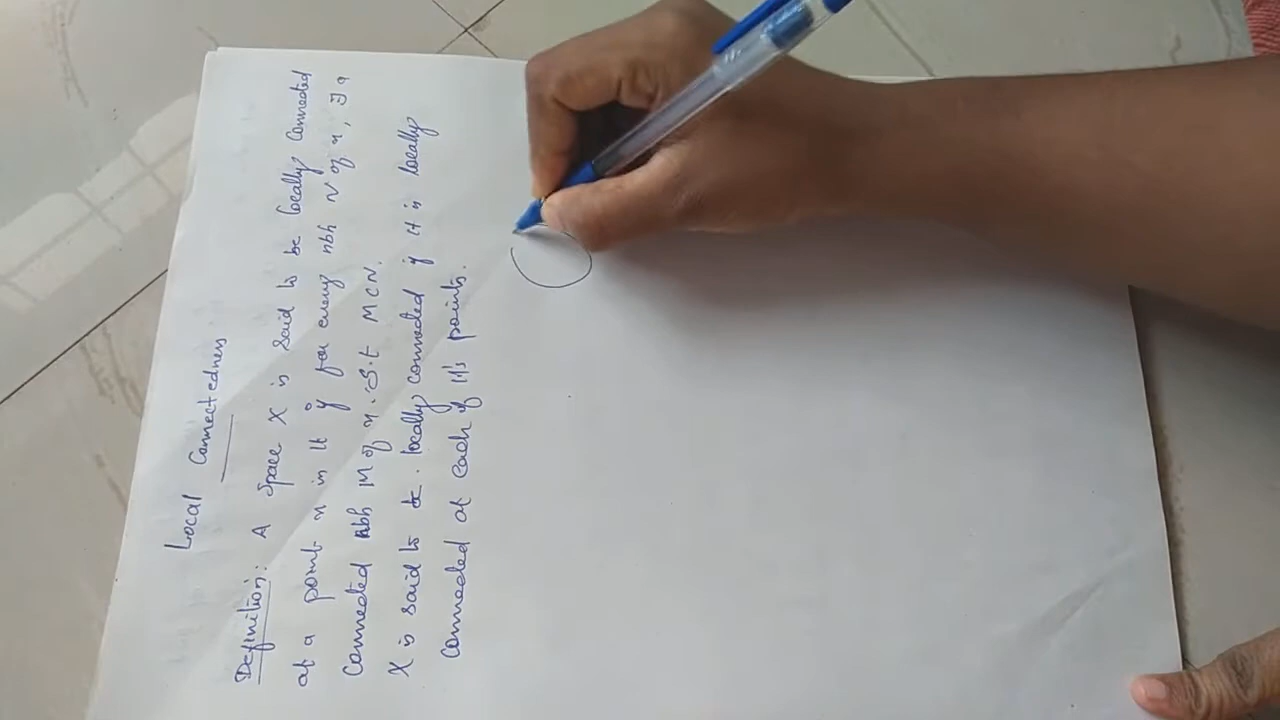 Local Connectedness
Definition: A space X is said to be locally connected
at a point x in it if for every nbh N of x, ∃ a
connected nbh M of x. S.t M⊂N.
X is said to be locally connected if it is locally
connected at each of it's points.